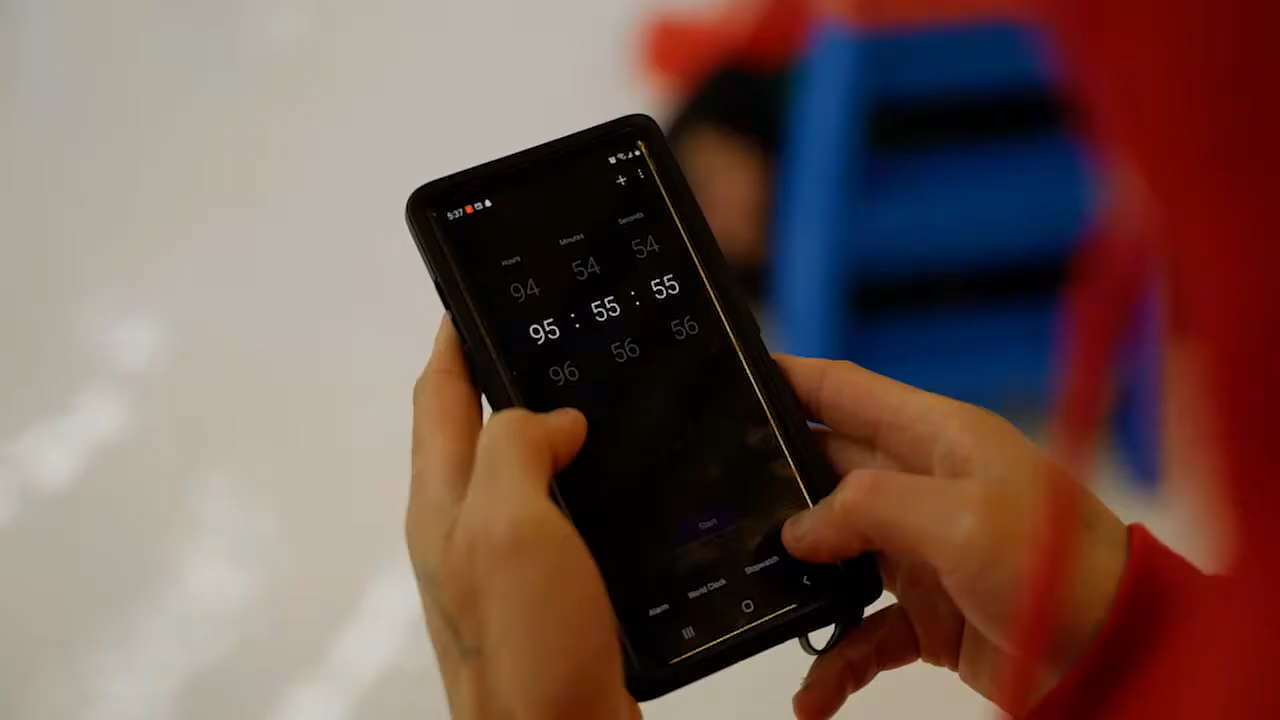 5:37
Hours Minutes Seconds
94 54 54
95 : 55 : 55
96 56 56
Start
Alarm World Clock Stopwatch